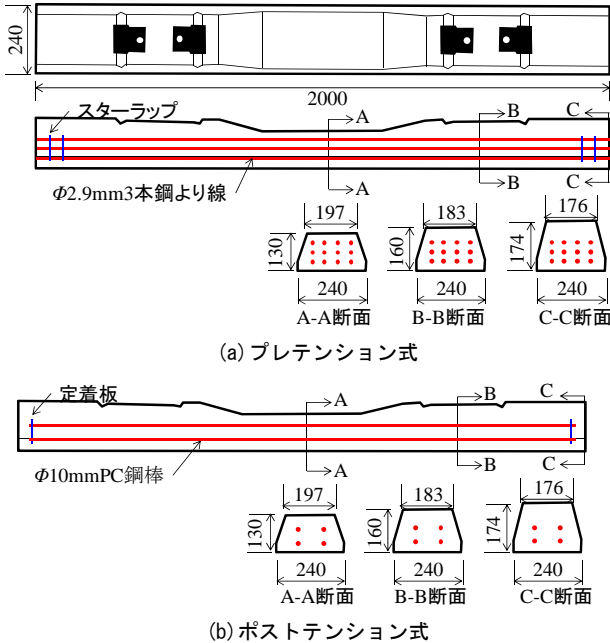 240
2000
スターラップ
A
B
C
Φ2.9mm3本鋼より線
A
B
C
197
183
176
130
160
174
240
240
240
A-A断面
B-B断面
C-C断面
(a) プレテンション式
定着板
A
B
C
Φ10mmPC鋼棒
A
B
C
197
183
176
130
160
174
240
240
240
A-A断面
B-B断面
C-C断面
(b) ポストテンション式